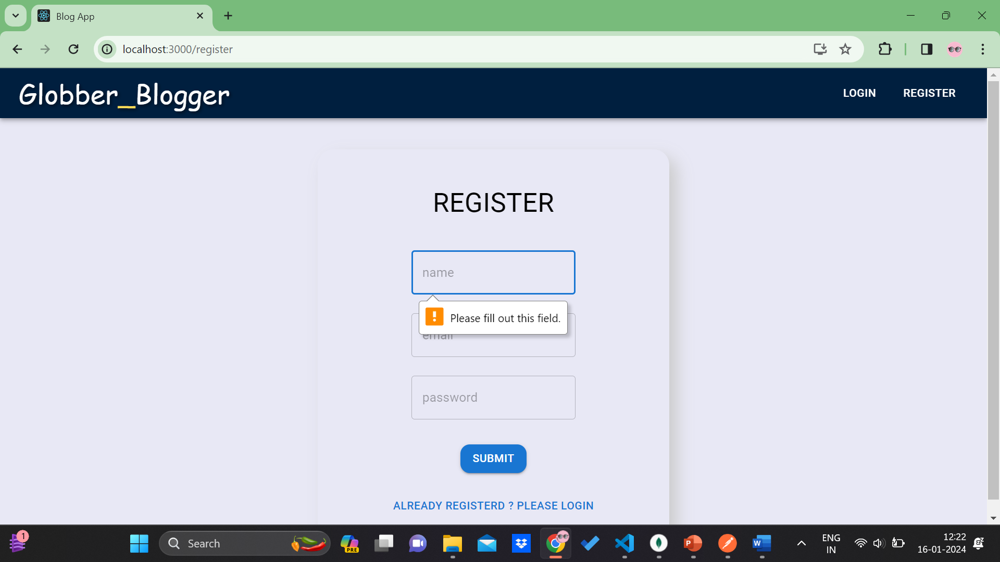 Blog App
localhost:3000/register
Globber_Blogger
LOGIN
REGISTER
REGISTER
name
Please fill out this field.
email
password
SUBMIT
ALREADY REGISTERD ? PLEASE LOGIN
1
Search
PRE
P
W
ENG
IN
12:22
16-01-2024